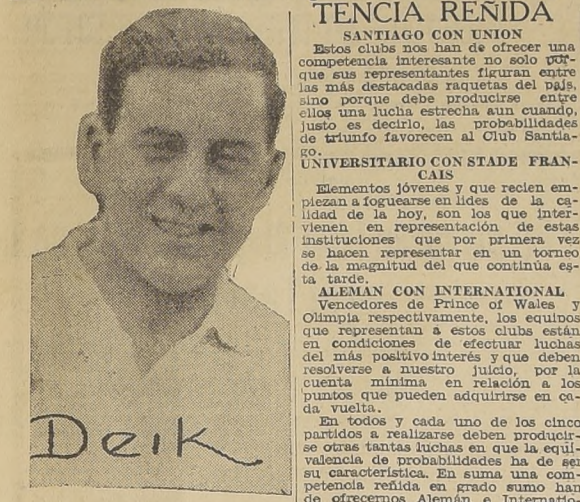 Deik
TENCIA REÑIDA
SANTIAGO CON UNION
Estos clubs nos han de ofrecer una
competencia interesante no solo por-
que sus representantes figuran entre
las más destacadas raquetas del país,
sino porque debe producirse entre
ellos una lucha estrecha aun cuando,
justo es decirlo, las probabilidades
de triunfo favorecen al Club Santia-
go.
UNIVERSITARIO CON STADE FRAN-
CAIS
Elementos jóvenes y que recien em-
piezan a foguearse en lides de la ca-
lidad de la hoy, son los que inter-
vienen en representación de estas
instituciones que por primera vez
se hacen representar en un torneo
de la magnitud del que continúa es-
ta tarde.
ALEMAN CON INTERNATIONAL
Vencedores de Prince of Wales y
Olimpia respectivamente, los equipos
que representan a estos clubs están
en condiciones de efectuar luchas
del más positivo interés y que deben
resolverse a nuestro juicio, por la
cuenta mínima en relación a los
puntos que pueden adquirirse en ca-
da vuelta.
En todos y cada uno de los cinco
partidos a realizarse deben producir-
se otras tantas luchas en que la equi-
valencia de probabilidades ha de ser
su característica. En suma una com-
petencia reñida en grado sumo han
de ofrecernos Alemán e Internatio